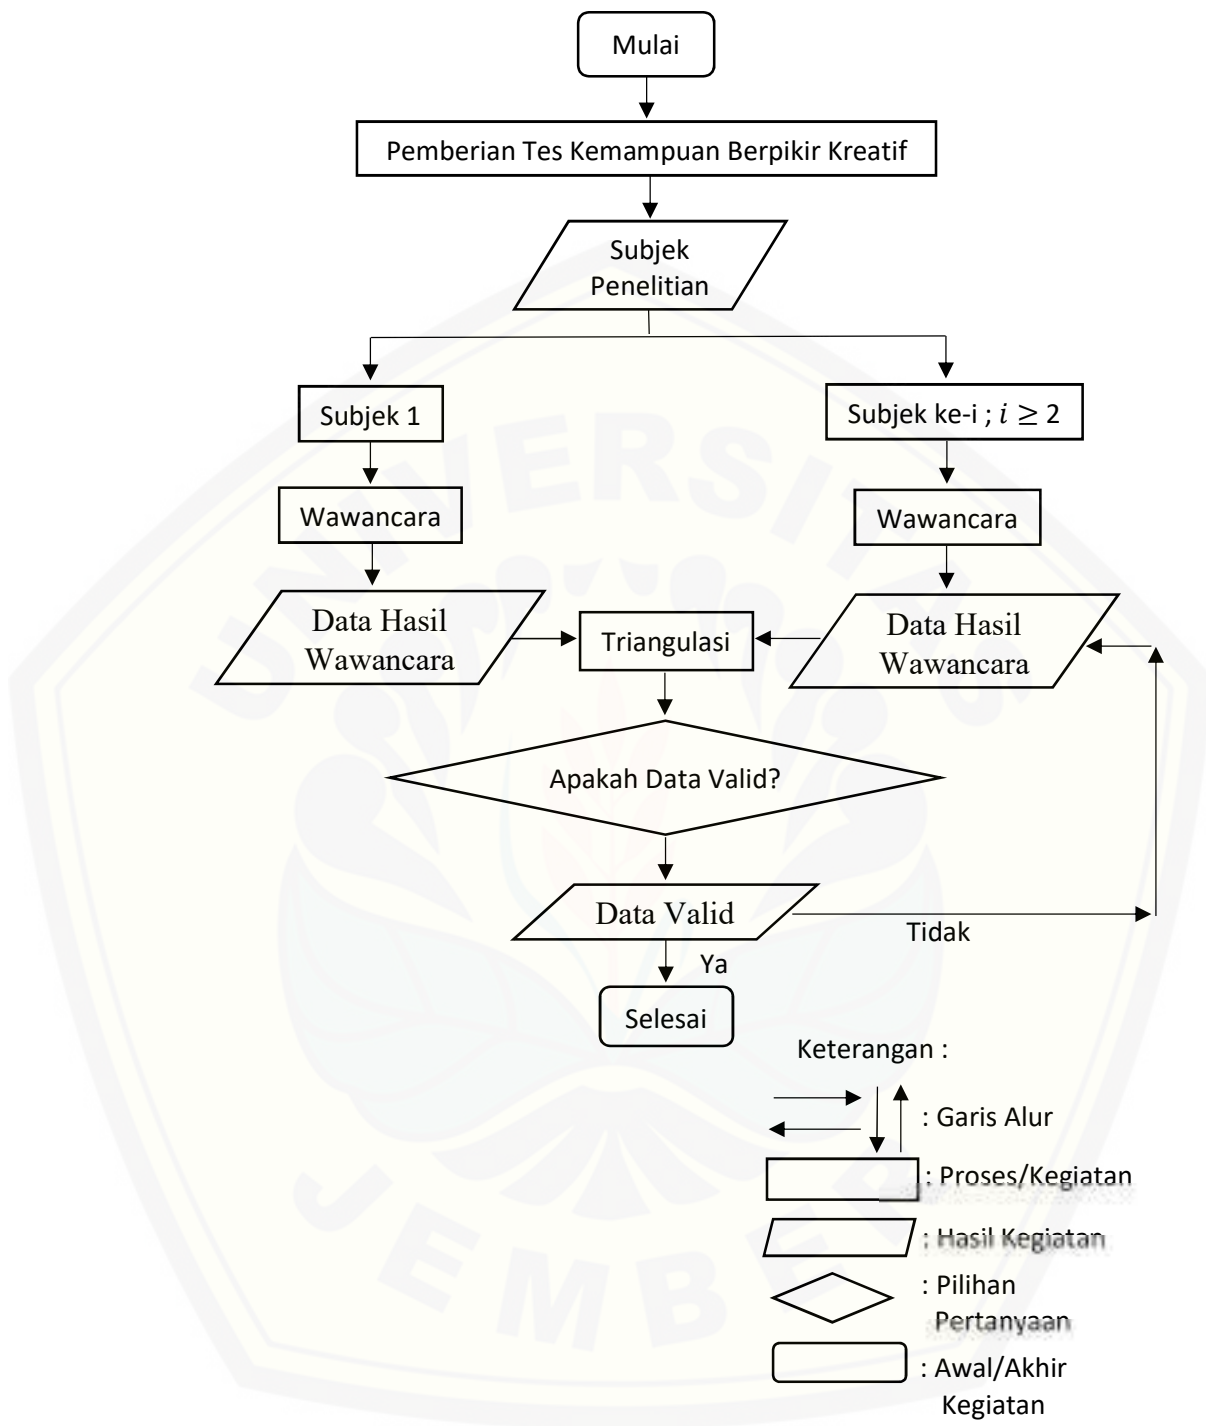 Mulai
Pemberian Tes Kemampuan Berpikir Kreatif
Subjek
Penelitian
Subjek 1
Subjek ke-i ; 𝑖 ≥ 2
Wawancara
Wawancara
Data Hasil
Wawancara
Triangulasi
Data Hasil
Wawancara
Apakah Data Valid?
Data Valid
Tidak
Ya
Selesai
Keterangan :
: Garis Alur
: Proses/Kegiatan
: Hasil Kegiatan
: Pilihan
Pertanyaan
: Awal/Akhir
Kegiatan
UNIVERSITAS
JEMBER